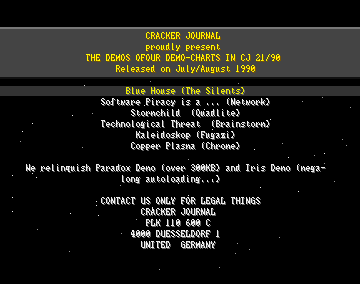 CRACKER JOURNAL
proudly present
THE DEMOS OFOUR DEMO-CHARTS IN CJ 21/90
Released on July/August 1990
Blue House (The Silents)
Software Piracy is a ... (Network)
Stornchild (Quadlite)
Technological Threat (Brainstorm)
Kaleidoskop (Fugazi)
Copper Plasma (Chrome)
We relinquish Paradox Demo (over 300KB) and Iris Demo (mega-
long autoloading...)
CONTACT US ONLY FOR LEGAL THINGS
CRACKER JOURNAL
PLK 110 600 C
4000 DUESSELDORF 1
UNITED GERMANY